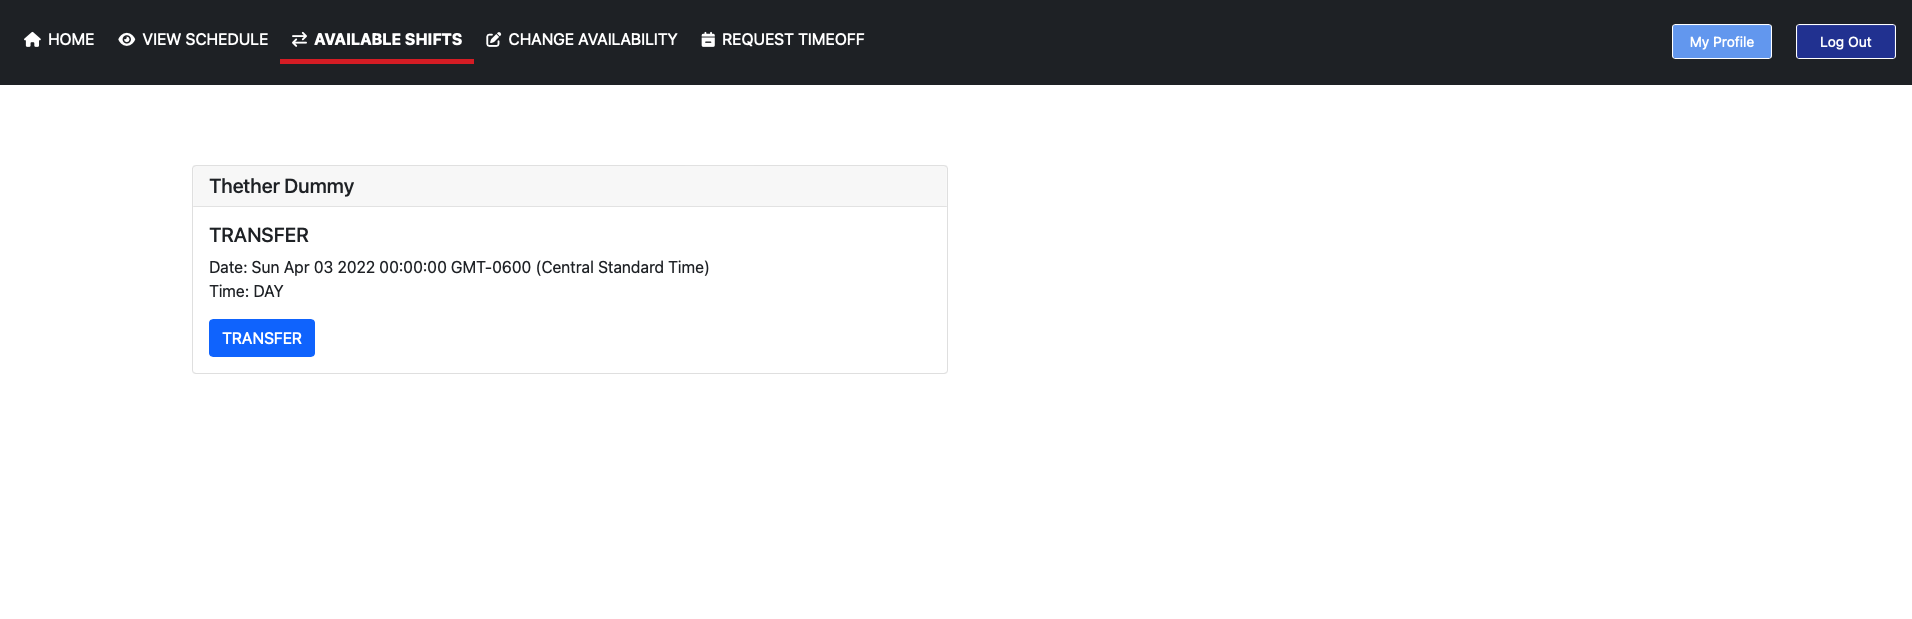 HOME VIEW SCHEDULE AVAILABLE SHIFTS CHANGE AVAILABILITY REQUEST TIMEOFF My Profile Log Out
Thether Dummy
TRANSFER
Date: Sun Apr 03 2022 00:00:00 GMT-0600 (Central Standard Time)
Time: DAY
TRANSFER